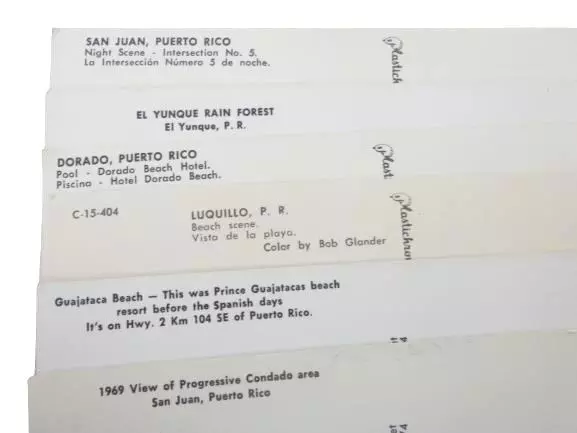 SAN JUAN, PUERTO RICO
Night Scene - Intersection No. 5.
La Intersección Número 5 de noche.
EL YUNQUE RAIN FOREST
El Yunque, P. R.
DORADO, PUERTO RICO
Pool - Dorado Beach Hotel.
Piscina - Hotel Dorado Beach.
C-15-404
LUQUILLO, P. R.
Beach scene.
Vista de la playa.
Color by Bob Glander
Guajataca Beach — This was Prince Guajatacas beach
resort before the Spanish days
It's on Hwy. 2 Km 104 SE of Puerto Rico.
1969 View of Progressive Condado area
San Juan, Puerto Rico